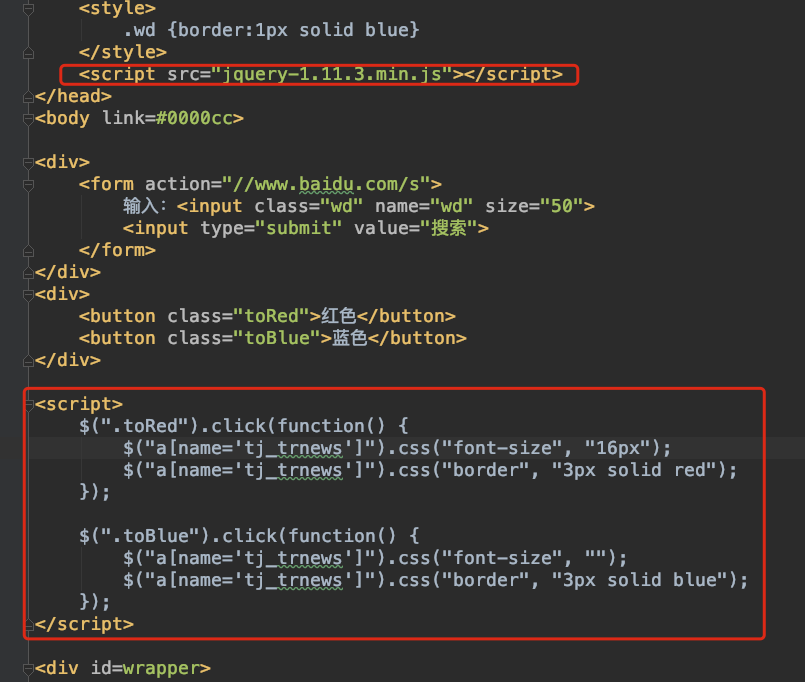 <style>
.wd {border:1px solid blue}
</style>
<script src="jquery-1.11.3.min.js"></script>
</head>
<body link=#0000cc>
<div>
<form action="//www.baidu.com/s">
输入: <input class="wd" name="wd" size="50">
<input type="submit" value="搜索">
</form>
</div>
<div>
<button class="toRed">红色</button>
<button class="toBlue">蓝色</button>
</div>
<script>
$(".toRed").click(function() {
$("a[name='tj_trnews']").css("font-size", "16px");
$("a[name='tj_trnews']").css("border", "3px solid red");
});
$(".toBlue").click(function() {
$("a[name='tj_trnews']").css("font-size", "");
$("a[name='tj_trnews']").css("border", "3px solid blue");
});
</script>
<div id=wrapper>